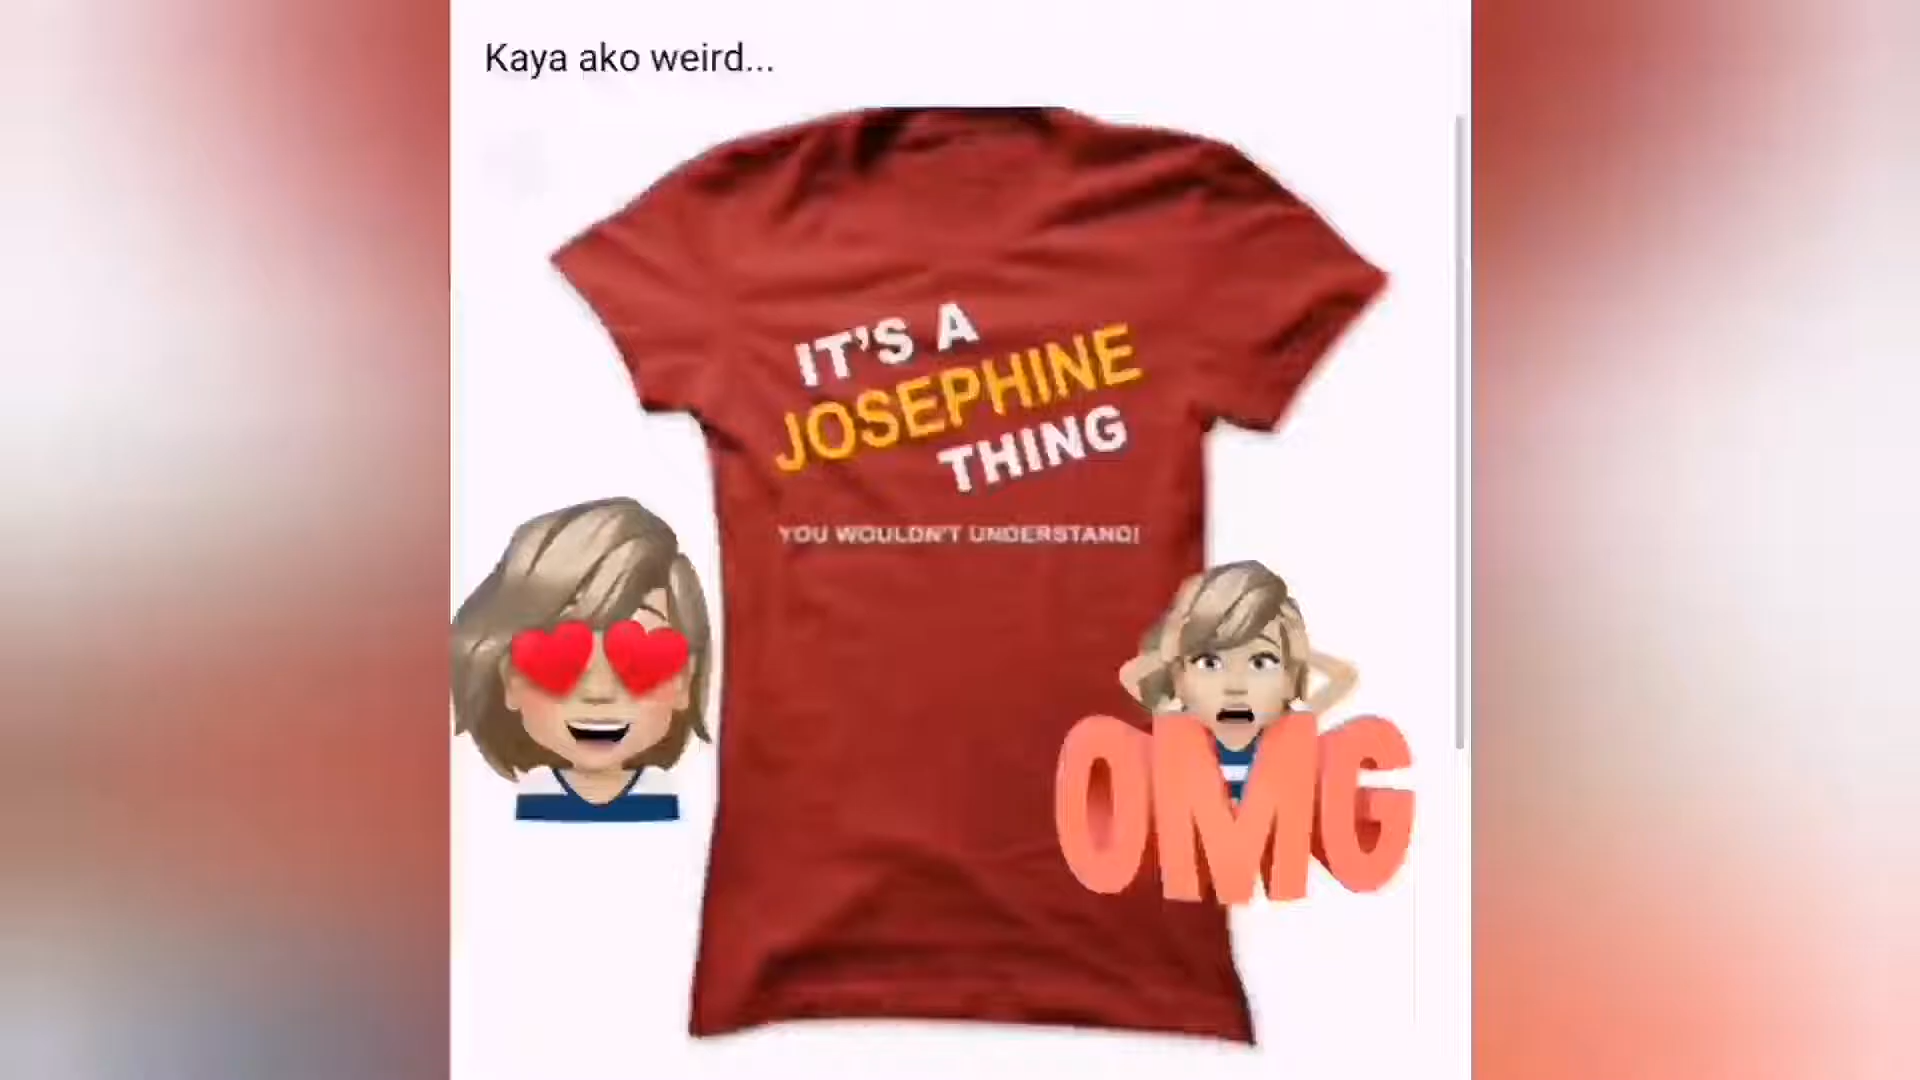 Kaya ako weird...
IT'S A
JOSEPHINE
THING
YOU WOULDN'T UNDERSTAND!
OMG